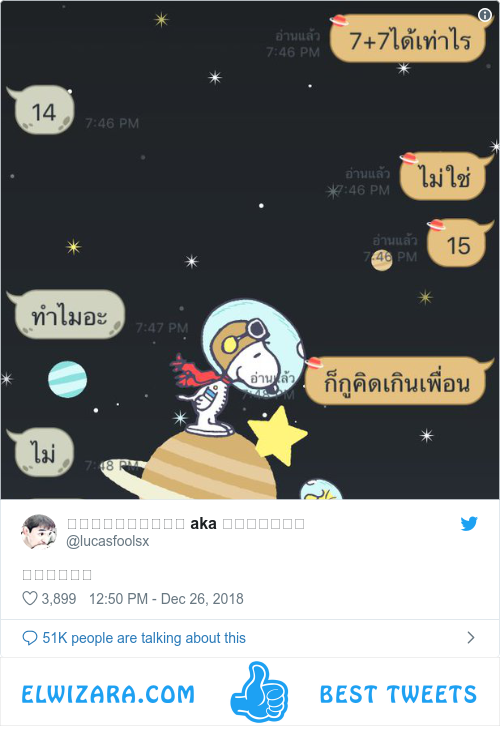 7+7ได้เท่าไร
อ่านแล้ว
7:46 PM
14
7:46 PM
ไม่ใช่
อ่านแล้ว
7:46 PM
15
อ่านแล้ว
7:46 PM
ทำไมอะ
7:47 PM
ก็กูคิดเกินเพื่อน
อ่านแล้ว
ไม่
7:48 PM
aka
@lucasfoolsx
3,899 12:50 PM - Dec 26, 2018
51K people are talking about this
ELWIZARA.COM BEST TWEETS